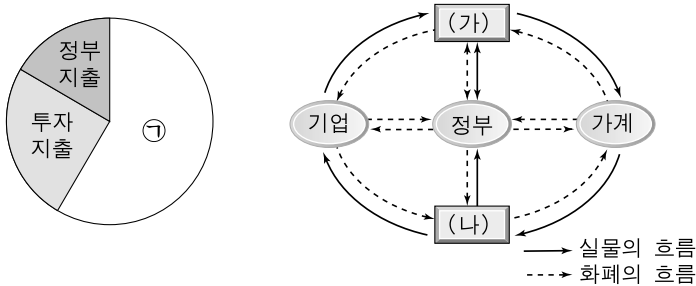 정부
지출
투자
지출
㉠
(가)
기업
정부
가계
(나)
실물의 흐름
화폐의 흐름